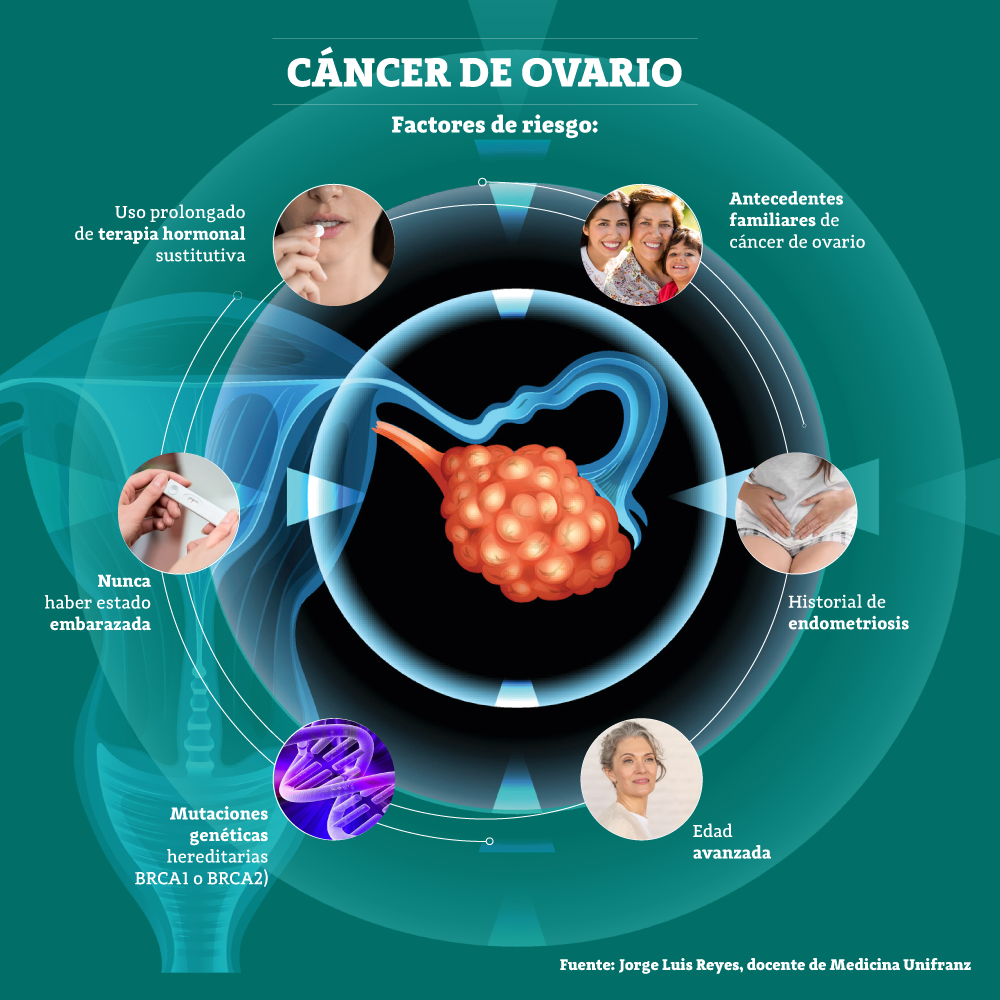 CÁNCER DE OVARIO
Factores de riesgo:
Uso prolongado
de terapia hormonal
sustitutiva
Antecedentes
familiares de
cáncer de ovario
Nunca
haber estado
embarazada
Historial de
endometriosis
Mutaciones
genéticas
hereditarias
BRCA1 o BRCA2)
Edad
avanzada
Fuente: Jorge Luis Reyes, docente de Medicina Unifranz